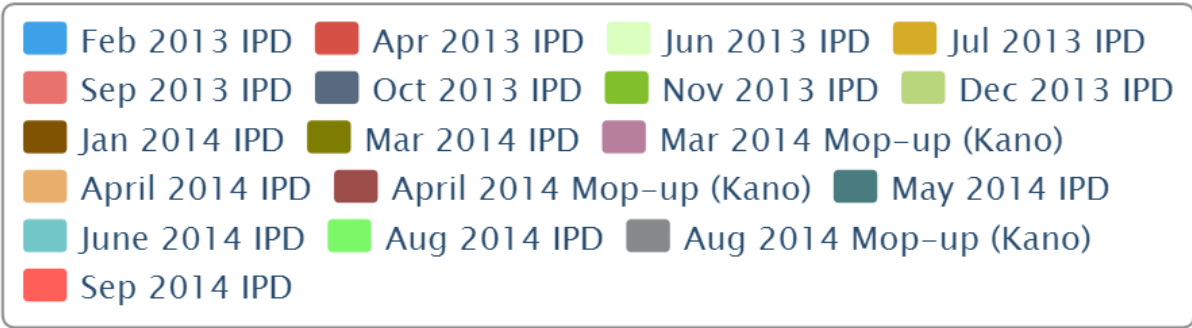 Feb 2013 IPD Apr 2013 IPD Jun 2013 IPD Jul 2013 IPD
Sep 2013 IPD Oct 2013 IPD Nov 2013 IPD Dec 2013 IPD
Jan 2014 IPD Mar 2014 IPD Mar 2014 Mop-up (Kano)
April 2014 IPD April 2014 Mop-up (Kano) May 2014 IPD
June 2014 IPD Aug 2014 IPD Aug 2014 Mop-up (Kano)
Sep 2014 IPD